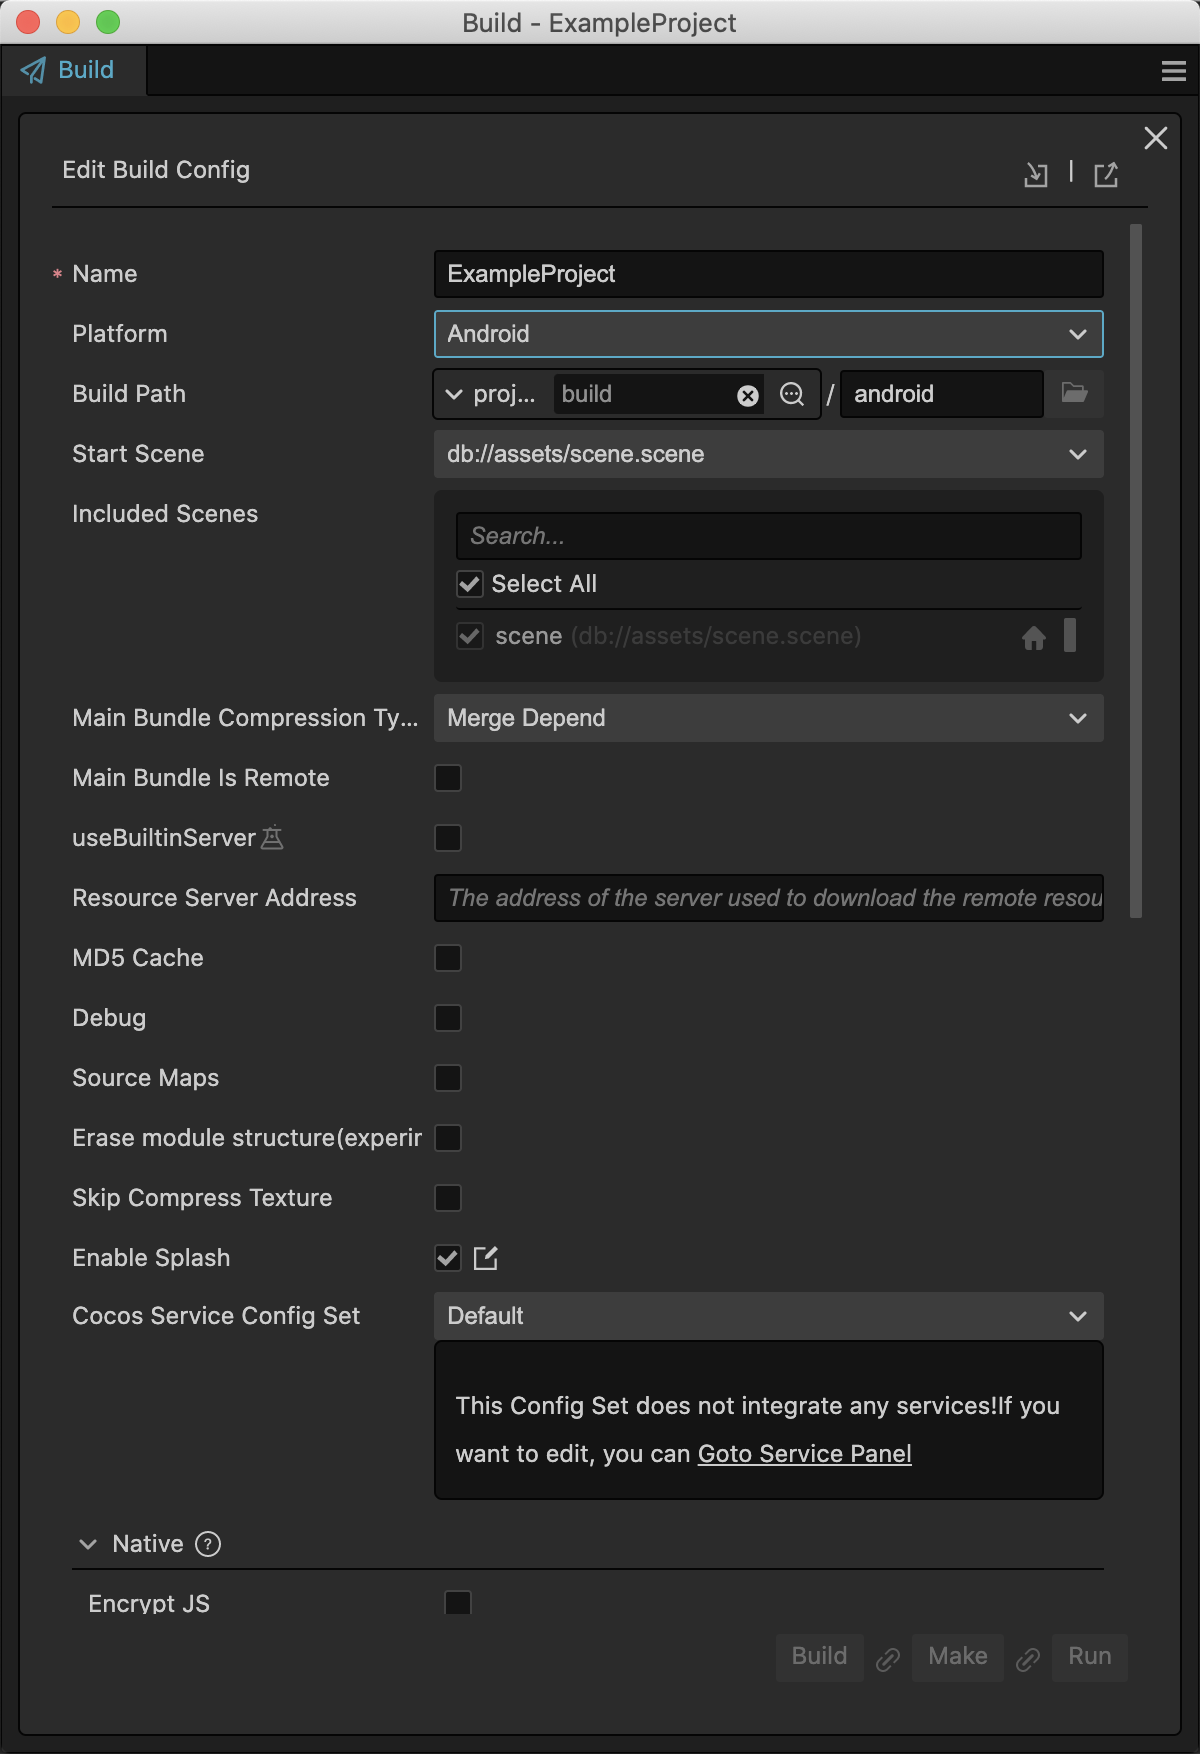 Build - ExampleProject
Build
Edit Build Config
* Name
ExampleProject
Platform
Android
Build Path
proj...
build
/
android
Start Scene
db://assets/scene.scene
Included Scenes
Search...
Select All
scene (db://assets/scene.scene)
Main Bundle Compression Ty...
Merge Depend
Main Bundle Is Remote
useBuiltinServer
Resource Server Address
The address of the server used to download the remote resou
MD5 Cache
Debug
Source Maps
Erase module structure(experir
Skip Compress Texture
Enable Splash
Cocos Service Config Set
Default
This Config Set does not integrate any services!If you
want to edit, you can Goto Service Panel
Native ?
Encrypt JS
Build
Make
Run